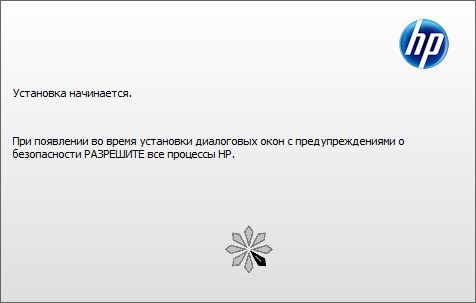 hp
Установка начинается.
При появлении во время установки диалоговых окон с предупреждениями о
безопасности РАЗРЕШИТЕ все процессы HP.